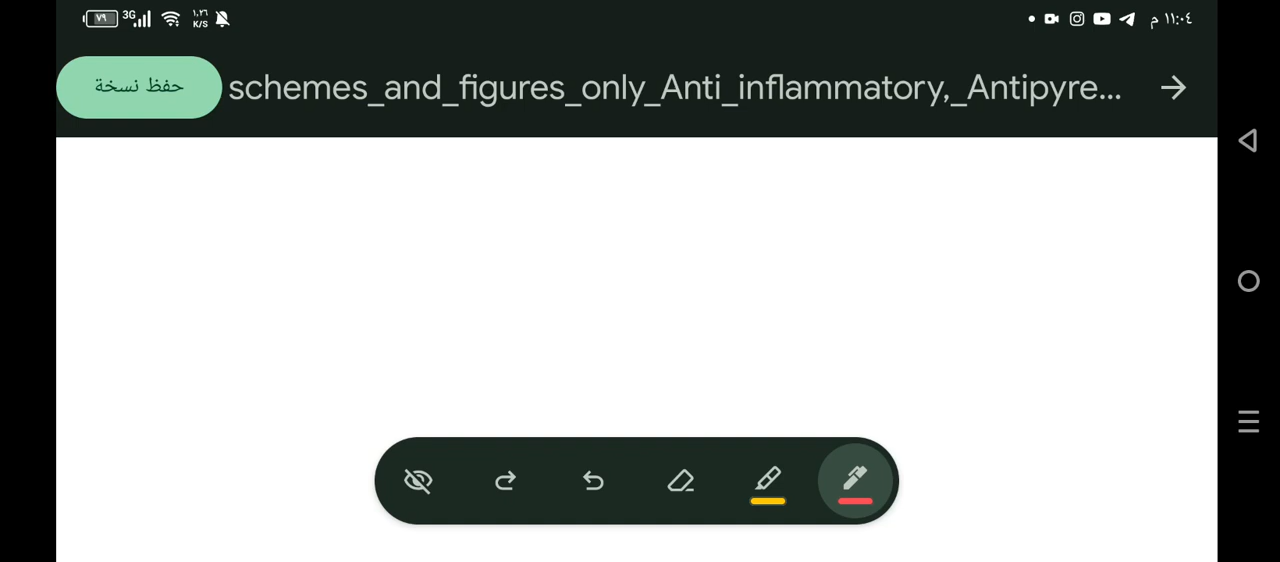 ٧٩ 3G ١,٢٦ K/S ١١:٠٤ م
حفظ نسخة schemes_and_figures_only_Anti_inflammatory,_Antipyre...